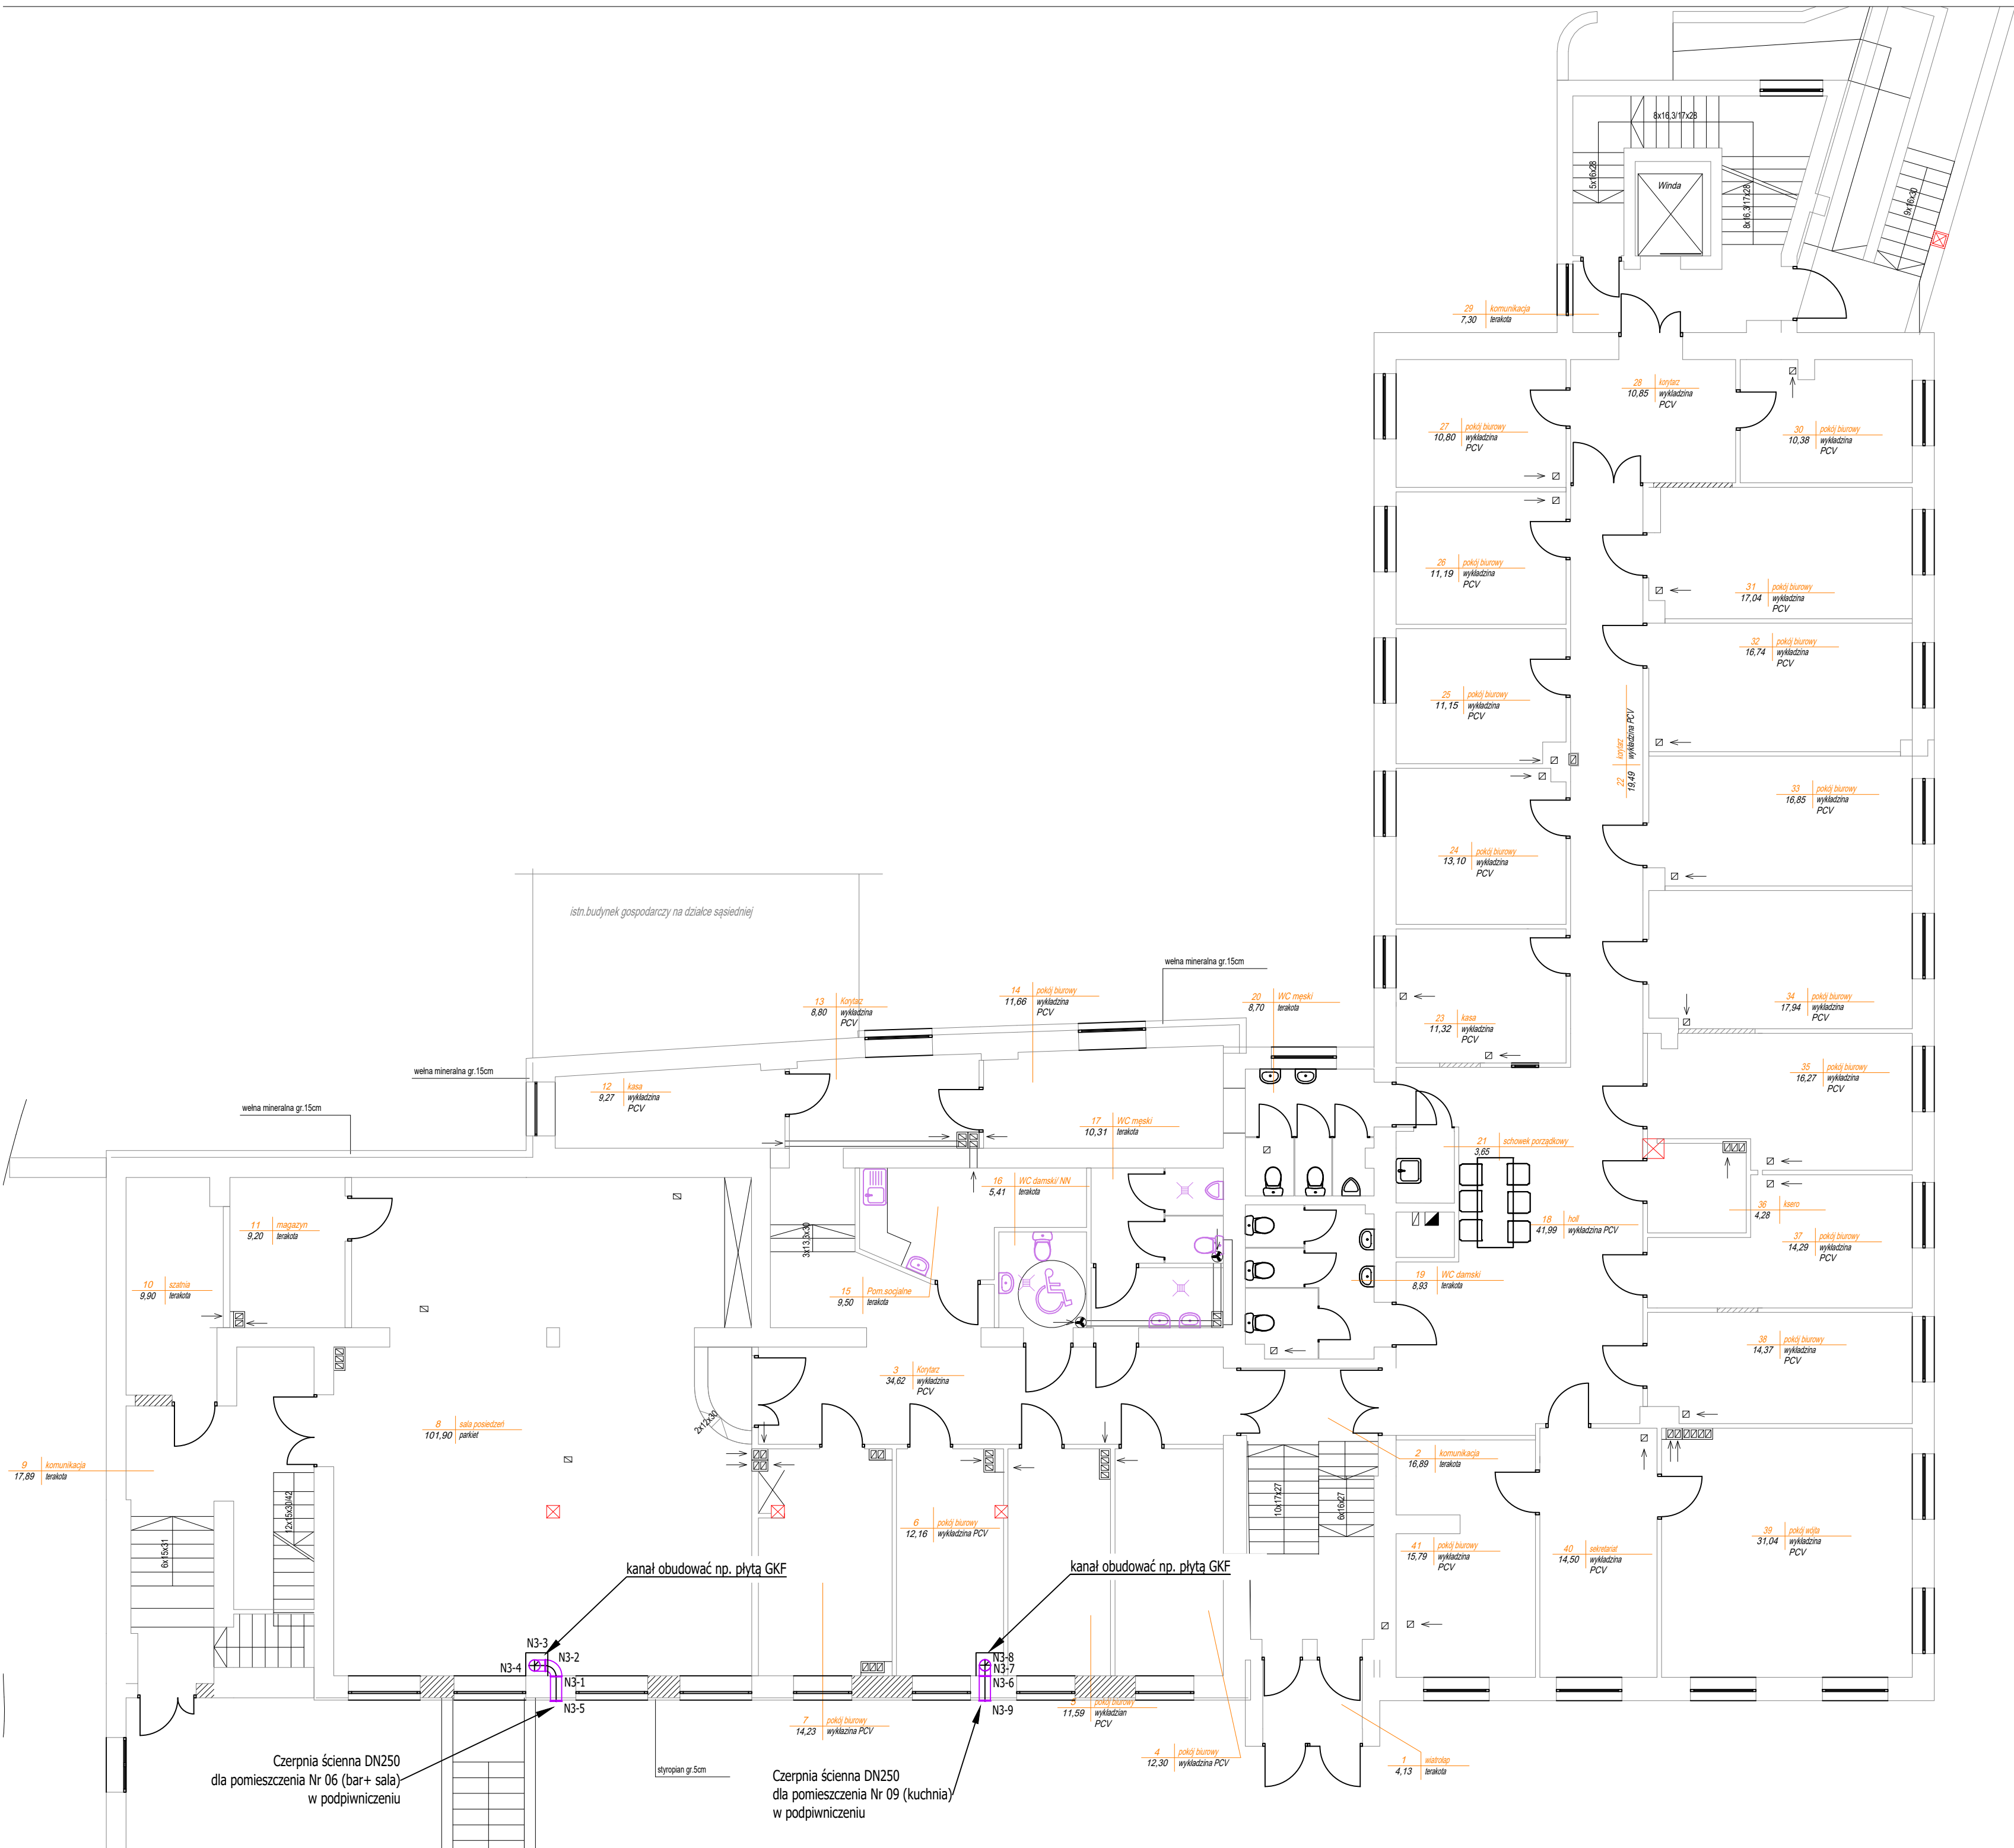 8x16,3/17x28
5x16x28
Winda
8x16,3/17x28
9x16x30
29 komunikacja
7,30 terakota
28 korytarz
10,85 wykładzina
PCV
27 pokój biurowy
10,80 wykładzina
PCV
30 pokój biurowy
10,38 wykładzina
PCV
26 pokój biurowy
11,19 wykładzina
PCV
31 pokój biurowy
17,04 wykładzina
PCV
32 pokój biurowy
16,74 wykładzina
PCV
25 pokój biurowy
11,15 wykładzina
PCV
22 korytarz
19,49 wykładzina PCV
33 pokój biurowy
16,85 wykładzina
PCV
24 pokój biurowy
13,10 wykładzina
PCV
istn.budynek gospodarczy na działce sąsiedniej
wełna mineralna gr.15cm
13 Korytarz
8,80 wykładzina
PCV
14 pokój biurowy
11,66 wykładzina
PCV
20 WC męski
8,70 terakota
23 kasa
11,32 wykładzina
PCV
34 pokój biurowy
17,94 wykładzina
PCV
wełna mineralna gr.15cm
12 kasa
9,27 wykładzina
PCV
35 pokój biurowy
16,27 wykładzina
PCV
wełna mineralna gr.15cm
17 WC męski
10,31 terakota
21 schowek porządkowy
3,65
16 WC damski/ NN
5,41 terakota
36 ksero
4,28
11 magazyn
9,20 terakota
3x13,3x30
18 holl
41,99 wykładzina PCV
37 pokój biurowy
14,29 wykładzina
PCV
10 szatnia
9,90 terakota
15 Pom.socjalne
9,50 terakota
19 WC damski
8,93 terakota
38 pokój biurowy
14,37 wykładzina
PCV
3 Korytarz
34,62 wykładzina
PCV
8 sala posiedzeń
101,90 parkiet
2x12x30
9 komunikacja
17,89 terakota
2 komunikacja
16,89 terakota
12x15x30/42
10x17x27
6x16x27
6x15x31
6 pokój biurowy
12,16 wykładzina PCV
39 pokój wójta
31,04 wykładzina
PCV
41 pokój biurowy
15,79 wykładzina
PCV
40 sekretariat
14,50 wykładzina
PCV
kanał obudować np. płytą GKF
kanał obudować np. płytą GKF
N3-3
N3-2
N3-4
N3-1
N3-5
N3-8
N3-7
N3-6
N3-9
5 pokój biurowy
11,59 wykładzian
PCV
7 pokój biurowy
14,23 wykłazina PCV
4 pokój biurowy
12,30 wykładzina PCV
1 wiatrołap
4,13 terakota
Czerpnia ścienna DN250
dla pomieszczenia Nr 06 (bar+ sala)
w podpiwniczeniu
styropian gr.5cm
Czerpnia ścienna DN250
dla pomieszczenia Nr 09 (kuchnia)
w podpiwniczeniu